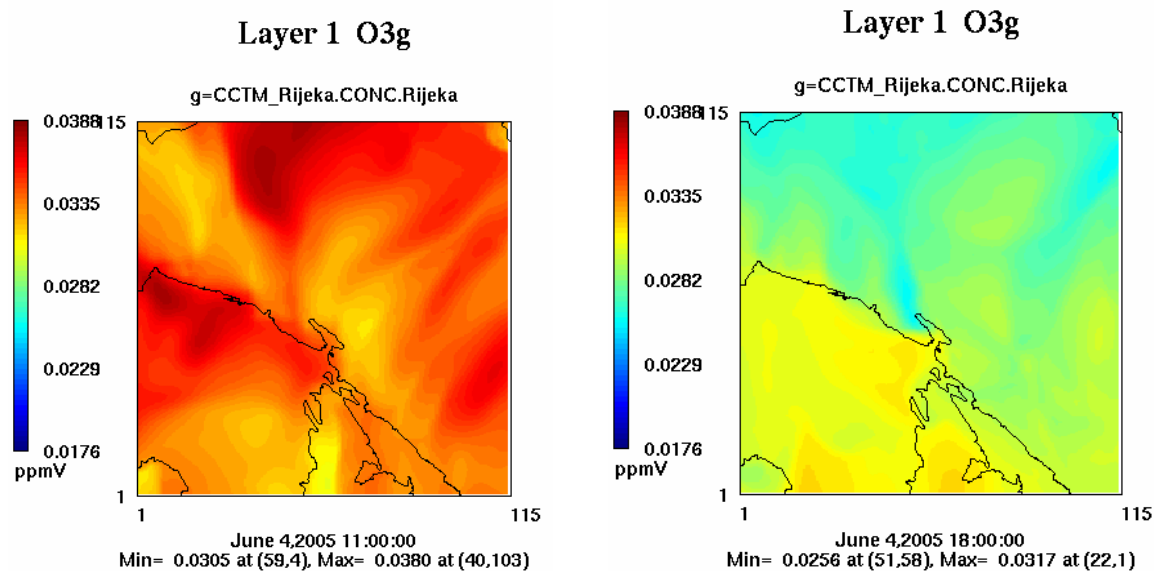 Layer 1 O3g
g=CCTM_Rijeka.CONC.Rijeka
0.0388
0.0335
0.0282
0.0229
0.0176
ppmV
115
1
1
115
June 4,2005 11:00:00
Min= 0.0305 at (59,4), Max= 0.0380 at (40,103)
Layer 1 O3g
g=CCTM_Rijeka.CONC.Rijeka
0.0388
0.0335
0.0282
0.0229
0.0176
ppmV
115
1
1
115
June 4,2005 18:00:00
Min= 0.0256 at (51,58), Max= 0.0317 at (22,1)